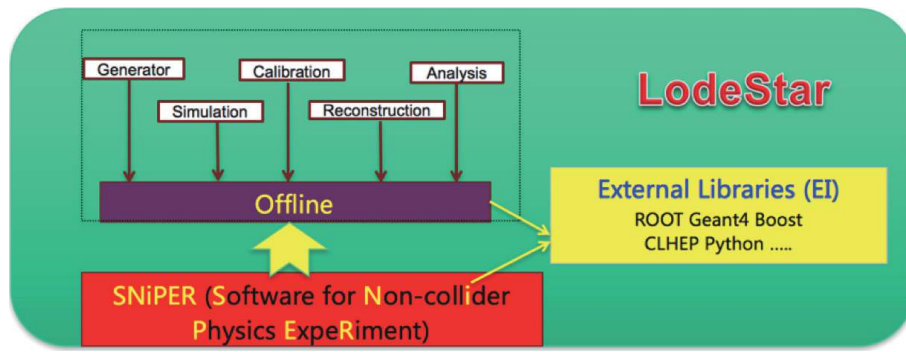 Generator
Calibration
Analysis
LodeStar
Simulation
Reconstruction
Offline
External Libraries (EI)
ROOT Geant4 Boost
CLHEP Python .....
SNiPER (Software for Non-collider
Physics ExpeRiment)